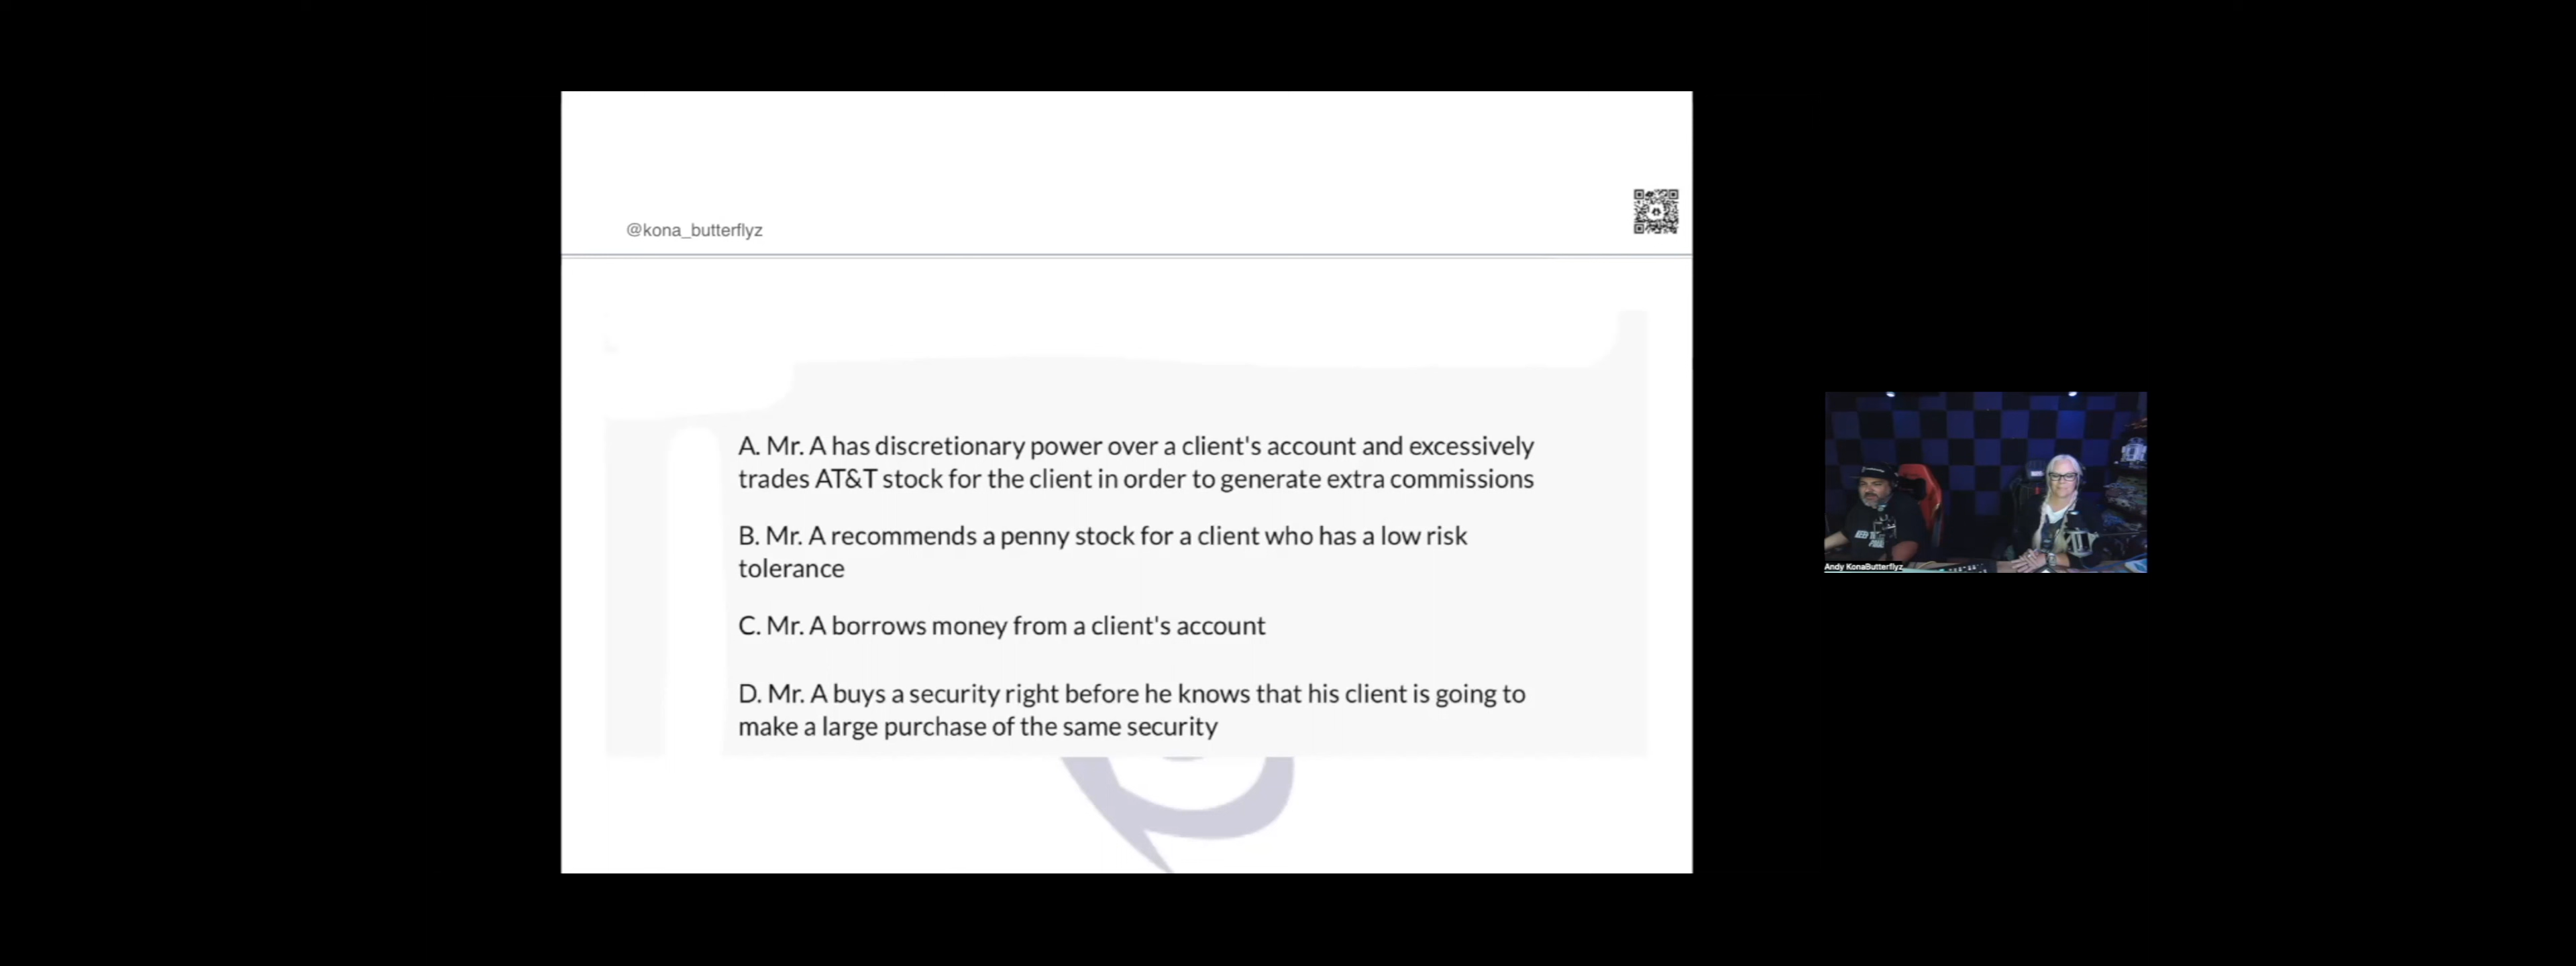 @kona_butterflyz
A. Mr. A has discretionary power over a client's account and excessively
trades AT&T stock for the client in order to generate extra commissions
B. Mr. A recommends a penny stock for a client who has a low risk
tolerance
C. Mr. A borrows money from a client's account
D. Mr. A buys a security right before he knows that his client is going to
make a large purchase of the same security
Andy KonaButterflyz